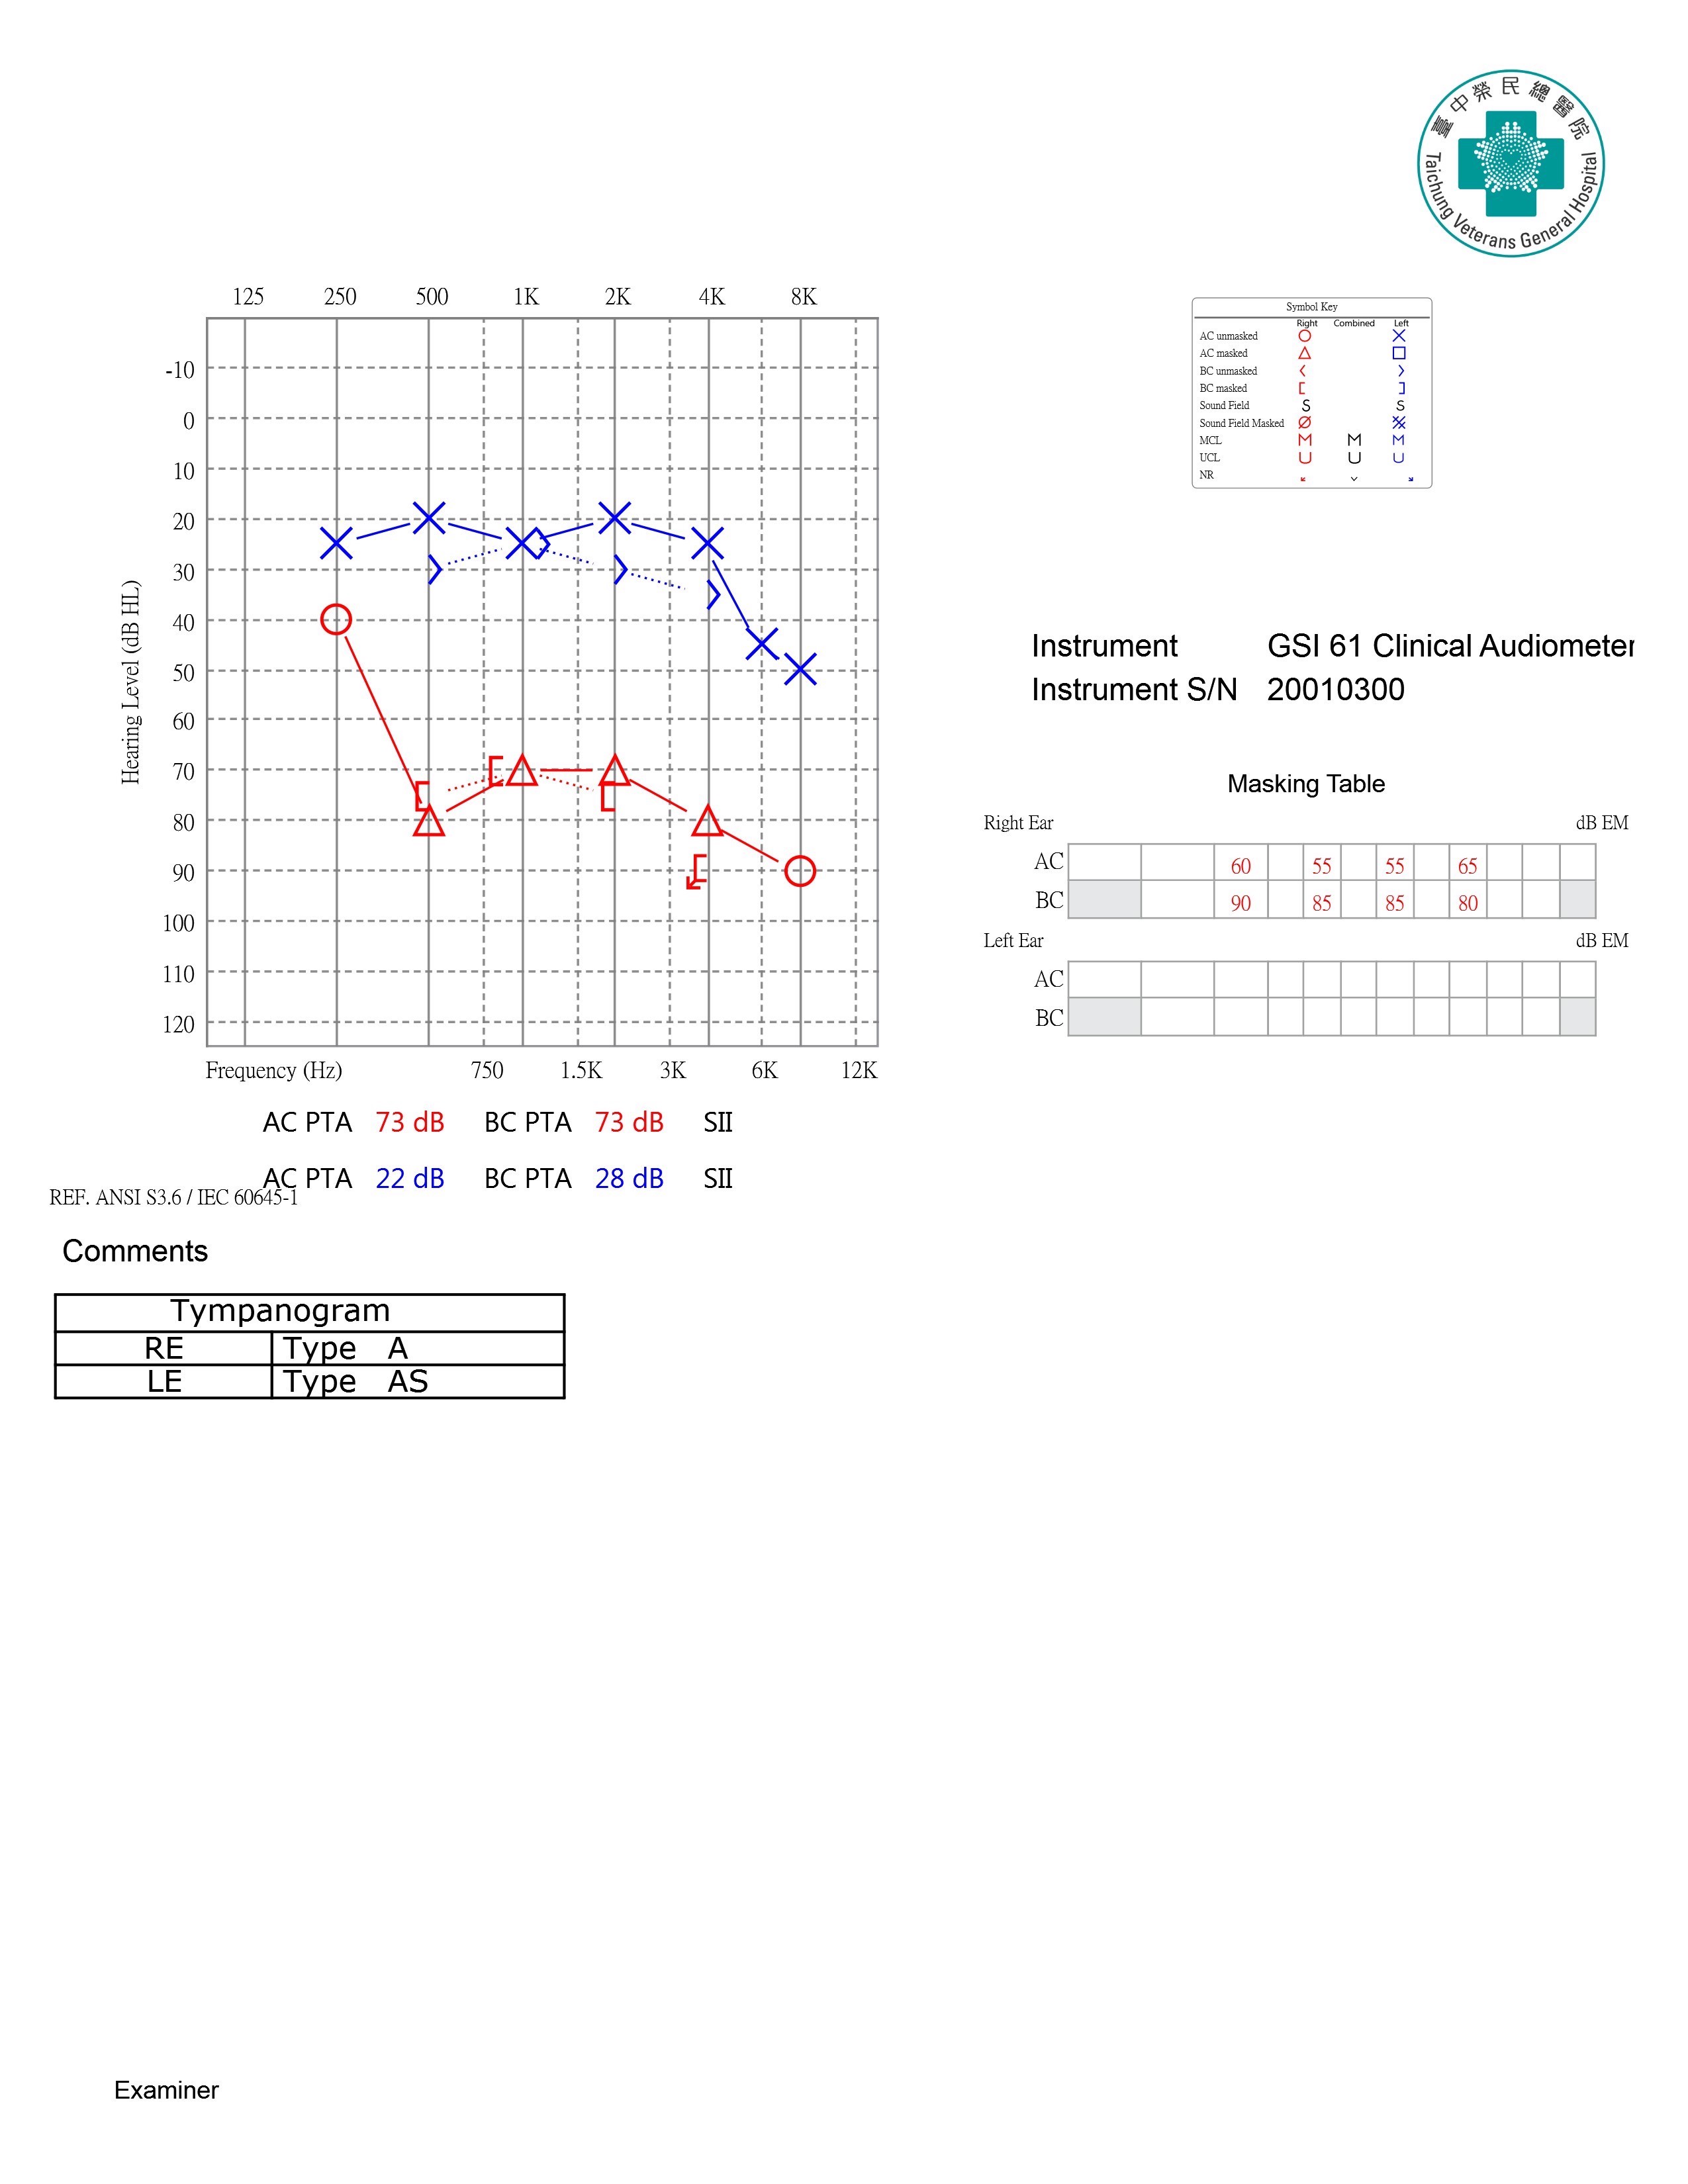 臺中榮民總醫院
Taichung Veterans General Hospital
125 250 500 1K 2K 4K 8K
Symbol Key
Right Combined Left
AC unmasked
AC masked
BC unmasked
BC masked
Sound Field S S
Sound Field Masked
MCL M M M
UCL U U U
NR
-10
0
10
20
30
40
50
60
70
80
90
100
110
120
Hearing Level (dB HL)
Frequency (Hz) 750 1.5K 3K 6K 12K
Instrument GSI 61 Clinical Audiometer
Instrument S/N 20010300
Masking Table
Right Ear dB EM
AC 60 55 55 65
BC 90 85 85 80
Left Ear dB EM
AC
BC
AC PTA 73 dB BC PTA 73 dB SII
AC PTA 22 dB BC PTA 28 dB SII
REF. ANSI S3.6 / IEC 60645-1
Comments
Tympanogram
RE Type A
LE Type AS
Examiner